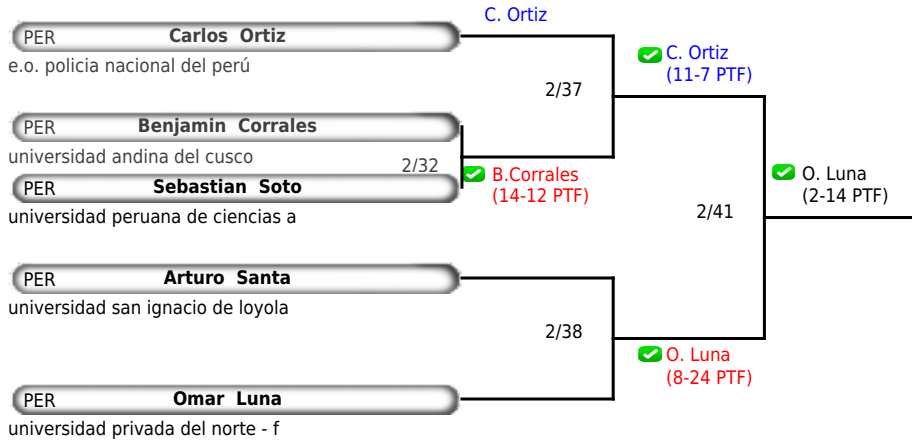 C. Ortiz
PER Carlos Ortiz
e.o. policia nacional del perú
C. Ortiz
(11-7 PTF)
2/37
PER Benjamin Corrales
universidad andina del cusco
2/32
B.Corrales
(14-12 PTF)
PER Sebastian Soto
universidad peruana de ciencias a
O. Luna
(2-14 PTF)
2/41
PER Arturo Santa
universidad san ignacio de loyola
2/38
O. Luna
(8-24 PTF)
PER Omar Luna
universidad privada del norte - f